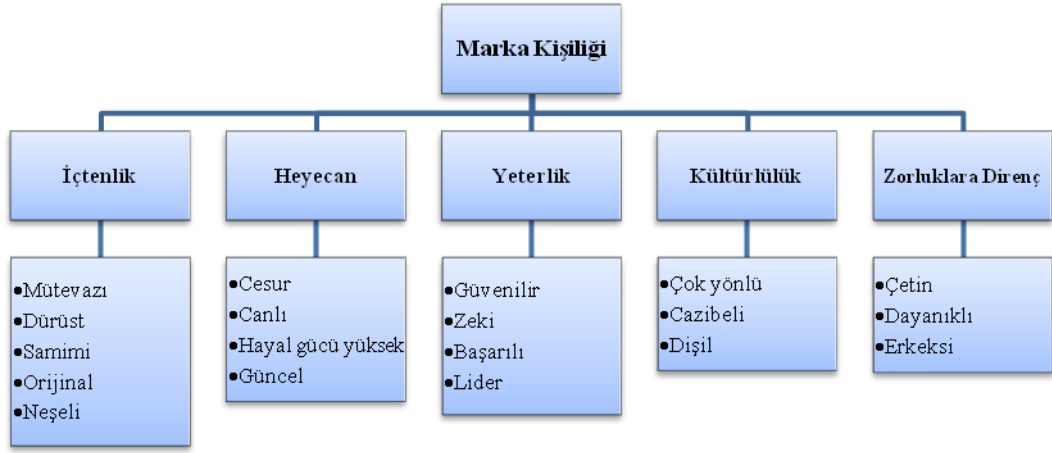 Marka Kişiliği
İçtenlik
Heyecan
Yeterlik
Kültürlülük
Zorluklara Direnç
•Mütevazı
•Dürüst
•Samimi
•Orijinal
•Neşeli
•Cesur
•Canlı
•Hayal gücü yüksek
•Güncel
•Güvenilir
•Zeki
•Başarılı
•Lider
•Çok yönlü
•Cazibeli
•Dişil
•Çetin
•Dayanıklı
•Erkeksi